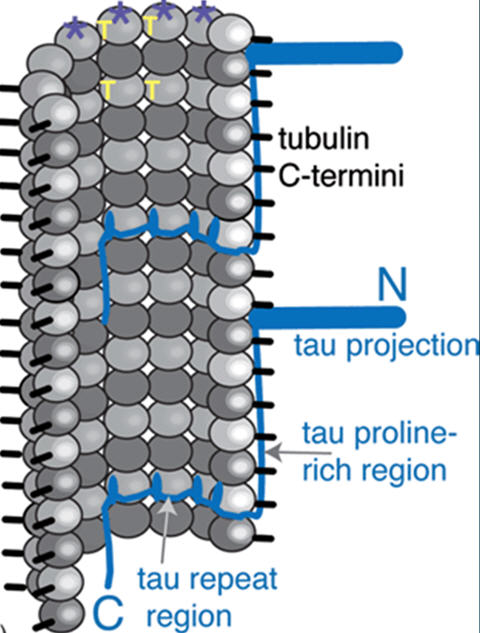 * * * *
T T
T T
tubulin
C-termini
N
tau projection
tau proline-
rich region
tau repeat
C region
)